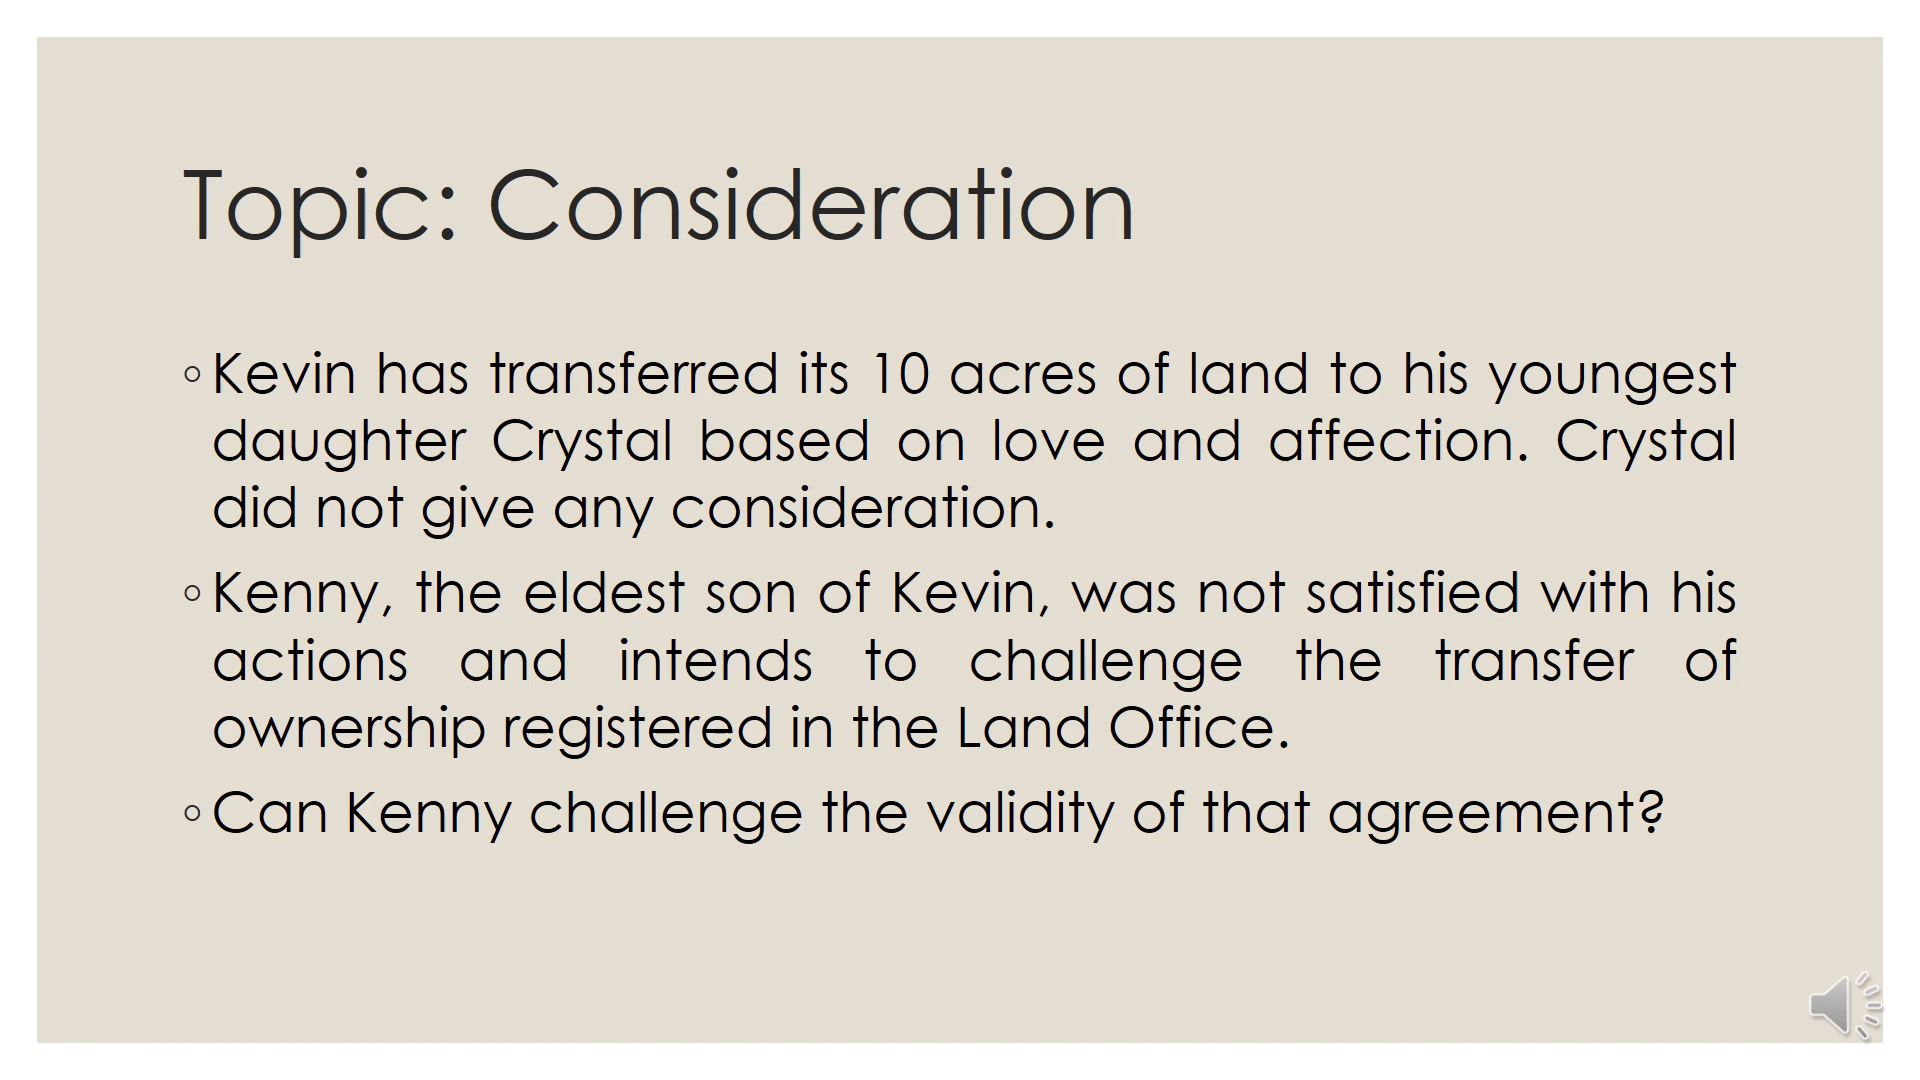 Topic: Consideration
◦Kevin has transferred its 10 acres of land to his youngest
daughter Crystal based on love and affection. Crystal
did not give any consideration.
◦Kenny, the eldest son of Kevin, was not satisfied with his
actions and intends to challenge the transfer of
ownership registered in the Land Office.
◦Can Kenny challenge the validity of that agreement?